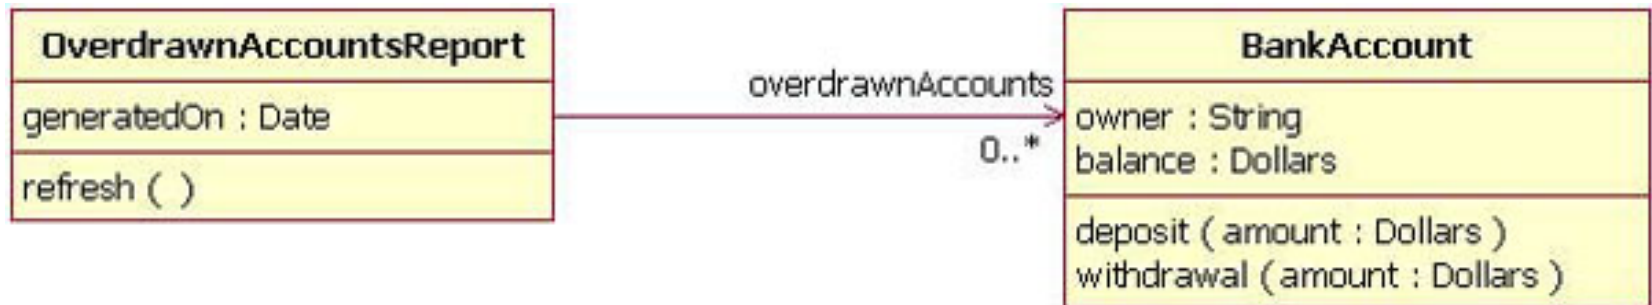 OverdrawnAccountsReport
generatedOn : Date
refresh ( )
overdrawnAccounts
0..*
BankAccount
owner : String
balance : Dollars
deposit ( amount : Dollars )
withdrawal ( amount : Dollars )